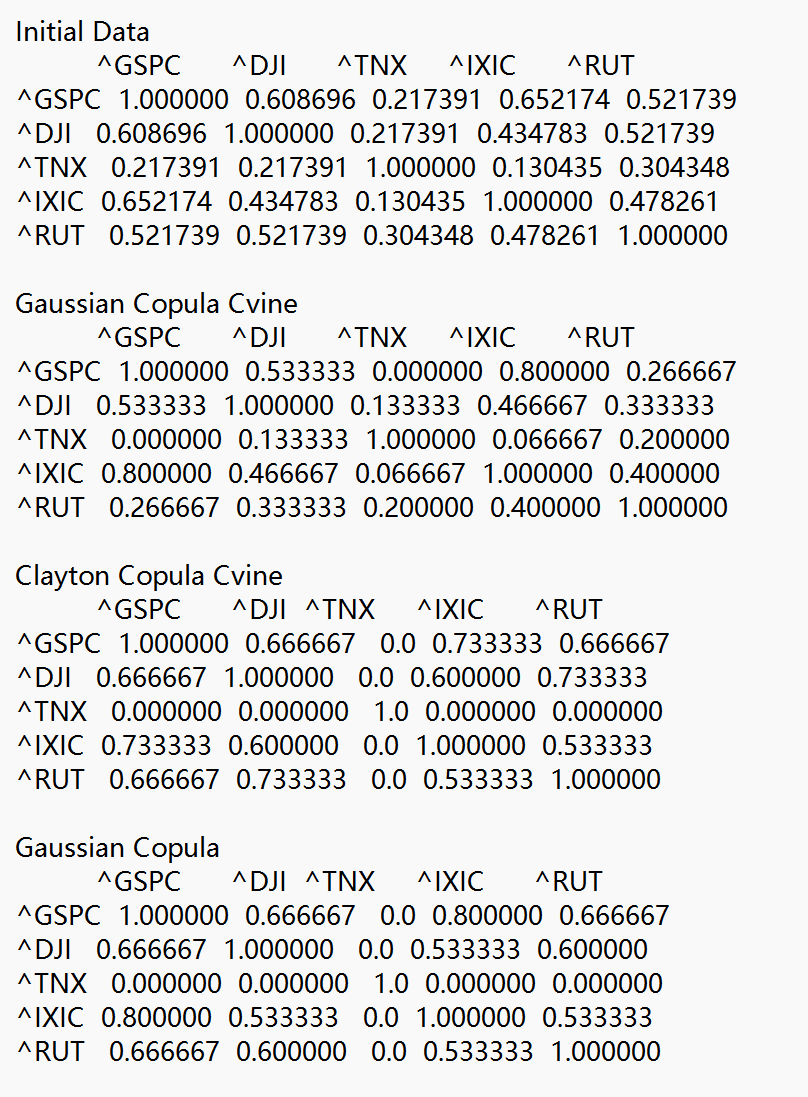 Initial Data
^GSPC ^DJI ^TNX ^IXIC ^RUT
^GSPC 1.000000 0.608696 0.217391 0.652174 0.521739
^DJI 0.608696 1.000000 0.217391 0.434783 0.521739
^TNX 0.217391 0.217391 1.000000 0.130435 0.304348
^IXIC 0.652174 0.434783 0.130435 1.000000 0.478261
^RUT 0.521739 0.521739 0.304348 0.478261 1.000000
Gaussian Copula Cvine
^GSPC ^DJI ^TNX ^IXIC ^RUT
^GSPC 1.000000 0.533333 0.000000 0.800000 0.266667
^DJI 0.533333 1.000000 0.133333 0.466667 0.333333
^TNX 0.000000 0.133333 1.000000 0.066667 0.200000
^IXIC 0.800000 0.466667 0.066667 1.000000 0.400000
^RUT 0.266667 0.333333 0.200000 0.400000 1.000000
Clayton Copula Cvine
^GSPC ^DJI ^TNX ^IXIC ^RUT
^GSPC 1.000000 0.666667 0.0 0.733333 0.666667
^DJI 0.666667 1.000000 0.0 0.600000 0.733333
^TNX 0.000000 0.000000 1.0 0.000000 0.000000
^IXIC 0.733333 0.600000 0.0 1.000000 0.533333
^RUT 0.666667 0.733333 0.0 0.533333 1.000000
Gaussian Copula
^GSPC ^DJI ^TNX ^IXIC ^RUT
^GSPC 1.000000 0.666667 0.0 0.800000 0.666667
^DJI 0.666667 1.000000 0.0 0.533333 0.600000
^TNX 0.000000 0.000000 1.0 0.000000 0.000000
^IXIC 0.800000 0.533333 0.0 1.000000 0.533333
^RUT 0.666667 0.600000 0.0 0.533333 1.000000